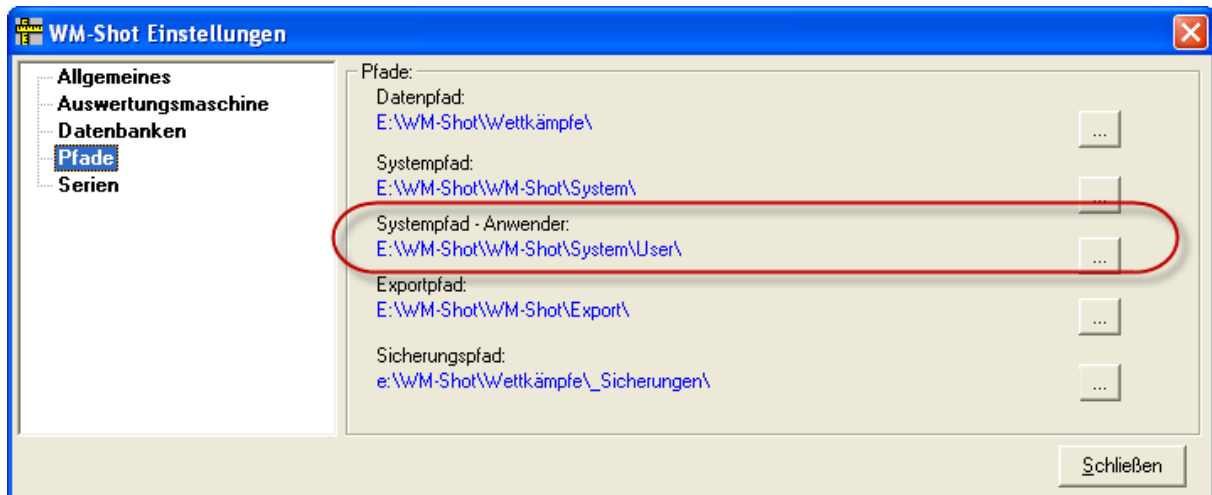 WM-Shot Einstellungen
Allgemeines
Auswertungsmaschine
Datenbanken
Pfade
Serien
Pfade:
Datenpfad:
E:\WM-Shot\Wettkämpfe\
...
Systempfad:
E:\WM-Shot\WM-Shot\System\
...
Systempfad - Anwender:
E:\WM-Shot\WM-Shot\System\User\
...
Exportpfad:
E:\WM-Shot\WM-Shot\Export\
...
Sicherungspfad:
e:\WM-Shot\Wettkämpfe\_Sicherungen\
...
Schließen